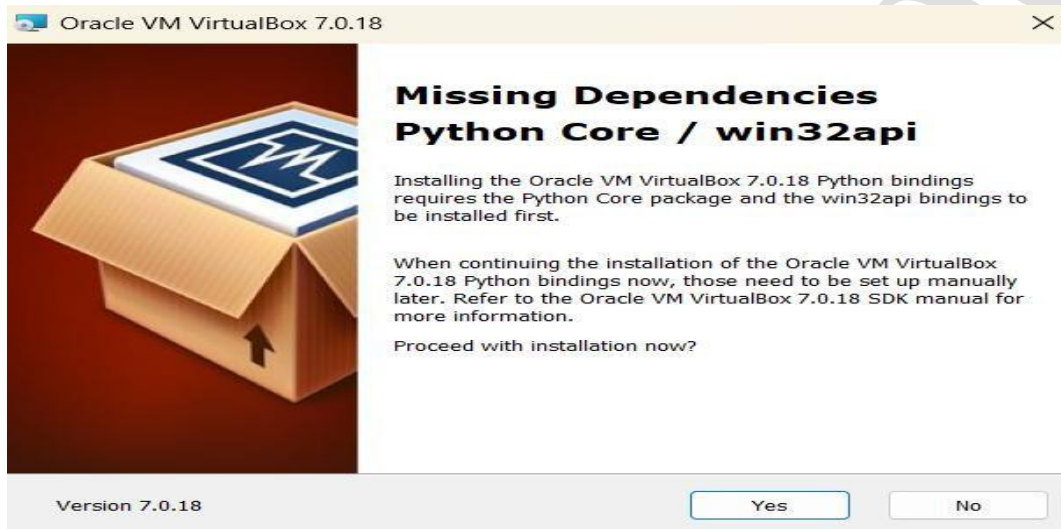 Oracle VM VirtualBox 7.0.18
Missing Dependencies
Python Core / win32api
Installing the Oracle VM VirtualBox 7.0.18 Python bindings
requires the Python Core package and the win32api bindings to
be installed first.
When continuing the installation of the Oracle VM VirtualBox
7.0.18 Python bindings now, those need to be set up manually
later. Refer to the Oracle VM VirtualBox 7.0.18 SDK manual for
more information.
Proceed with installation now?
Version 7.0.18
Yes
No